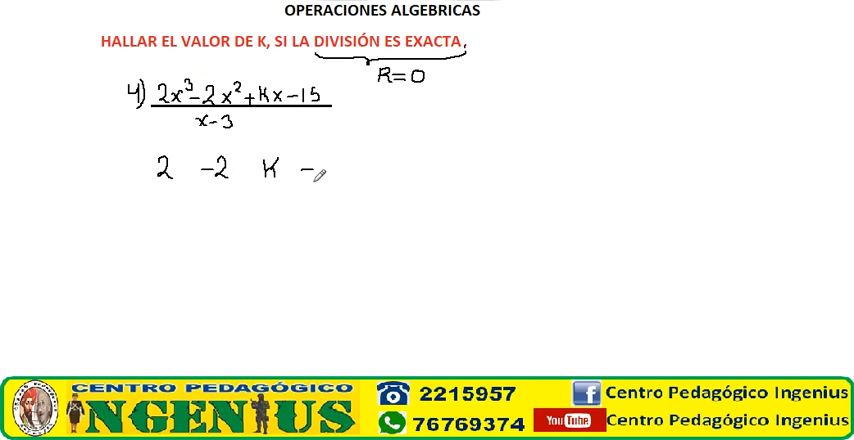 OPERACIONES ALGEBRICAS
HALLAR EL VALOR DE K, SI LA DIVISIÓN ES EXACTA,
R=0
4) 2x³-2x²+Kx-15
x-3
2 -2 K -
CENTRO PEDAGÓGICO
INGENIUS
2215957
76769374
Centro Pedagógico Ingenius
YouTube Centro Pedagógico Ingenius